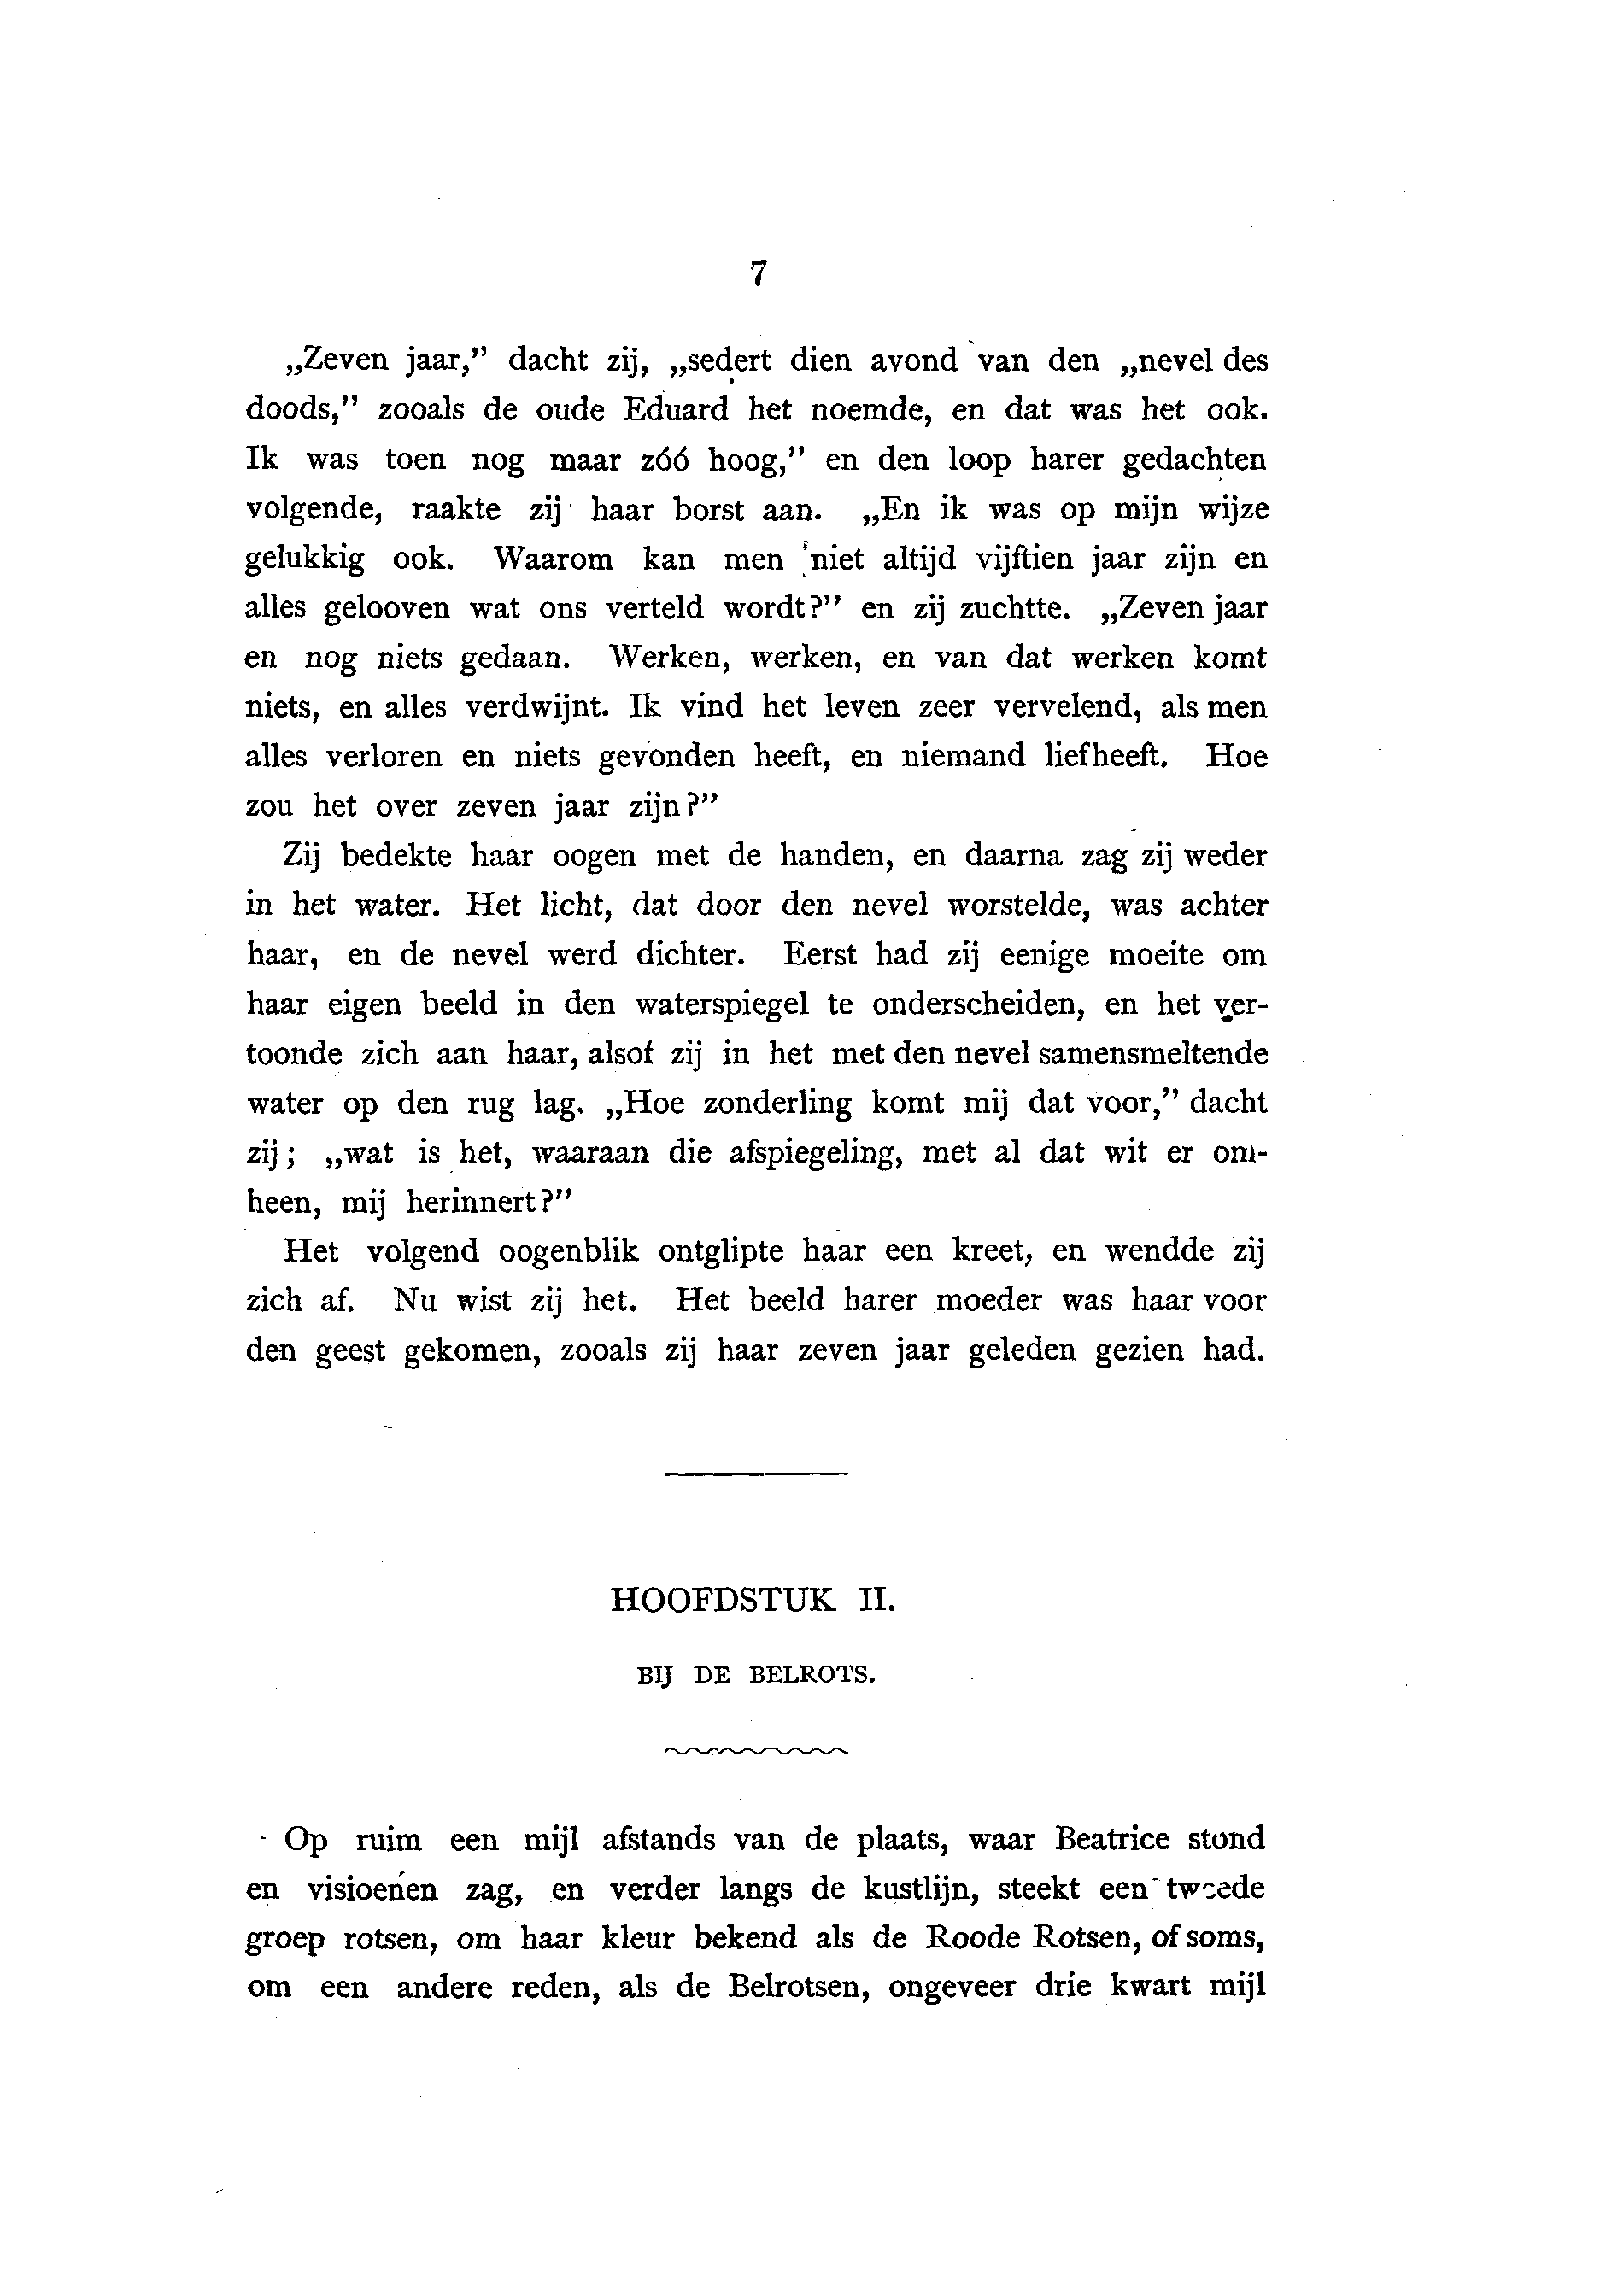 7
„Zeven jaar,” dacht zij, „sedert dien avond van den „nevel des
doods,” zooals de oude Eduard het noemde, en dat was het ook.
Ik was toen nog maar zóó hoog,” en den loop harer gedachten
volgende, raakte zij haar borst aan. „En ik was op mijn wijze
gelukkig ook. Waarom kan men niet altijd vijftien jaar zijn en
alles gelooven wat ons verteld wordt?” en zij zuchtte. „Zeven jaar
en nog niets gedaan. Werken, werken, en van dat werken komt
niets, en alles verdwijnt. Ik vind het leven zeer vervelend, als men
alles verloren en niets gevonden heeft, en niemand liefheeft. Hoe
zou het over zeven jaar zijn?”
Zij bedekte haar oogen met de handen, en daarna zag zij weder
in het water. Het licht, dat door den nevel worstelde, was achter
haar, en de nevel werd dichter. Eerst had zij eenige moeite om
haar eigen beeld in den waterspiegel te onderscheiden, en het ver-
toonde zich aan haar, alsof zij in het met den nevel samensmeltende
water op den rug lag. „Hoe zonderling komt mij dat voor,” dacht
zij; „wat is het, waaraan die afspiegeling, met al dat wit er om-
heen, mij herinnert?”
Het volgend oogenblik ontglipte haar een kreet, en wendde zij
zich af. Nu wist zij het. Het beeld harer moeder was haar voor
den geest gekomen, zooals zij haar zeven jaar geleden gezien had.
HOOFDSTUK II.
BIJ DE BELROTS.
Op ruim een mijl afstands van de plaats, waar Beatrice stond
en visioenen zag, en verder langs de kustlijn, steekt een tweede
groep rotsen, om haar kleur bekend als de Roode Rotsen, of soms,
om een andere reden, als de Belrotsen, ongeveer drie kwart mijl